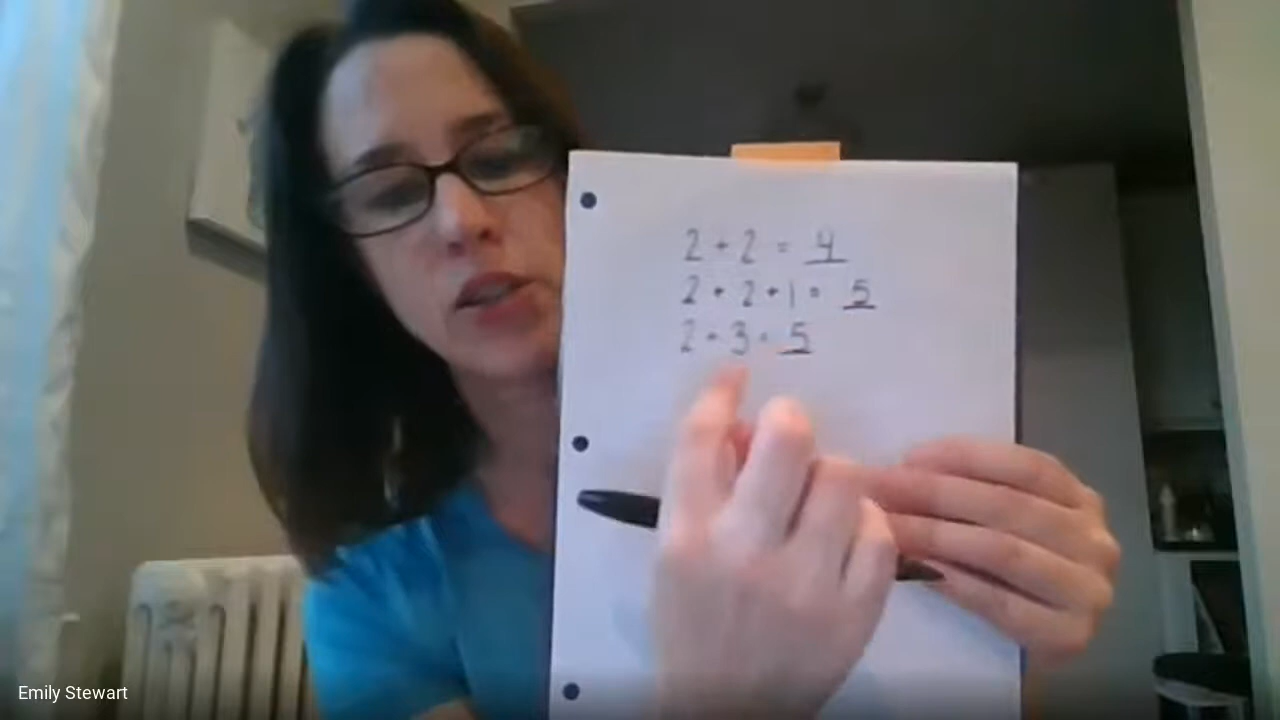 2 + 2 = 4
2 + 2 + 1 = 5
2 + 3 = 5
Emily Stewart